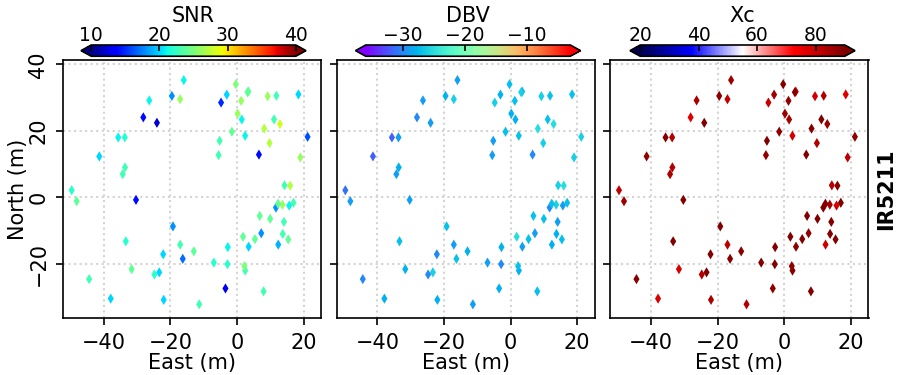 SNR DBV Xc
10 20 30 40 −30 −20 −10 20 40 60 80
40
20
0
−20
North (m)
−40 −20 0 20 −40 −20 0 20 −40 −20 0 20
East (m) East (m) East (m)
IR5211